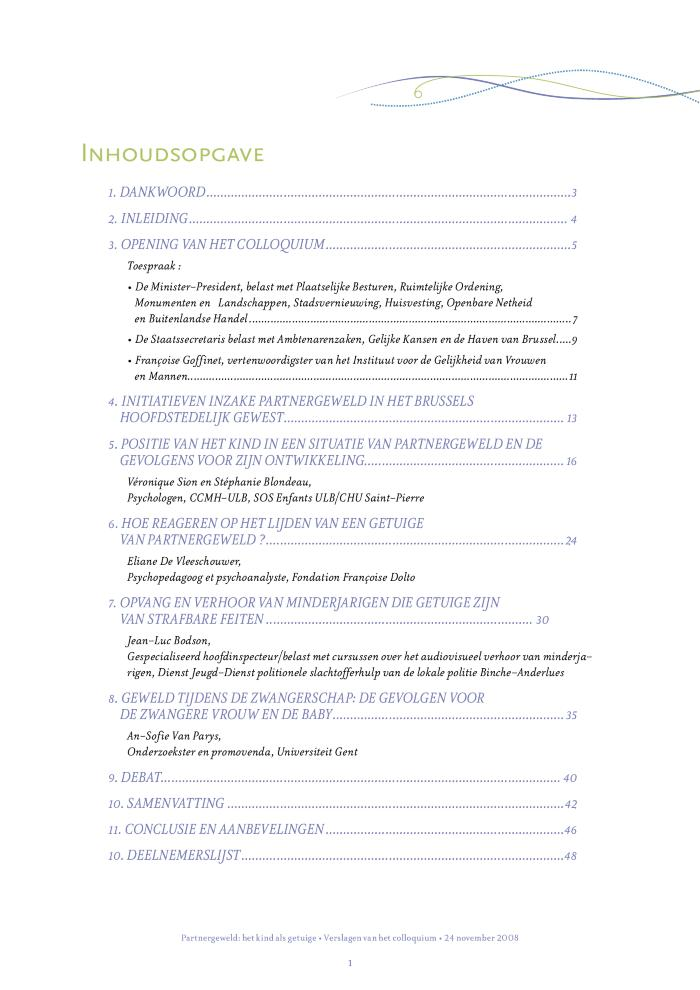 6
Inhoudsopgave
1. DANKWOORD...3
2. INLEIDING... 4
3. OPENING VAN HET COLLOQUIUM...5
Toespraak :
• De Minister–President, belast met Plaatselijke Besturen, Ruimtelijke Ordening,
Monumenten en Landschappen, Stadsvernieuwing, Huisvesting, Openbare Netheid
en Buitenlandse Handel...7
• De Staatssecretaris belast met Ambtenarenzaken, Gelijke Kansen en de Haven van Brussel.....9
• Françoise Goffinet, vertenwoordigster van het Instituut voor de Gelijkheid van Vrouwen
en Mannen...11
4. INITIATIEVEN INZAKE PARTNERGEWELD IN HET BRUSSELS
HOOFDSTEDELIJK GEWEST... 13
5. POSITIE VAN HET KIND IN EEN SITUATIE VAN PARTNERGEWELD EN DE
GEVOLGENS VOOR ZIJN ONTWIKKELING... 16
Véronique Sion en Stéphanie Blondeau,
Psychologen, CCMH–ULB, SOS Enfants ULB/CHU Saint–Pierre
6. HOE REAGEREN OP HET LIJDEN VAN EEN GETUIGE
VAN PARTNERGEWELD ?...24
Eliane De Vleeschouwer,
Psychopedagoog et psychoanalyste, Fondation Françoise Dolto
7. OPVANG EN VERHOOR VAN MINDERJARIGEN DIE GETUIGE ZIJN
VAN STRAFBARE FEITEN ... 30
Jean–Luc Bodson,
Gespecialiseerd hoofdinspecteur/belast met cursussen over het audiovisueel verhoor van minderja–
rigen, Dienst Jeugd–Dienst politionele slachtofferhulp van de lokale politie Binche–Anderlues
8. GEWELD TIJDENS DE ZWANGERSCHAP: DE GEVOLGEN VOOR
DE ZWANGERE VROUW EN DE BABY... 35
An–Sofie Van Parys,
Onderzoekster en promovenda, Universiteit Gent
9. DEBAT... 40
10. SAMENVATTING ...42
11. CONCLUSIE EN AANBEVELINGEN...46
10. DEELNEMERSLIJST...48
Partnergeweld: het kind als getuige • Verslagen van het colloquium • 24 november 2008
1